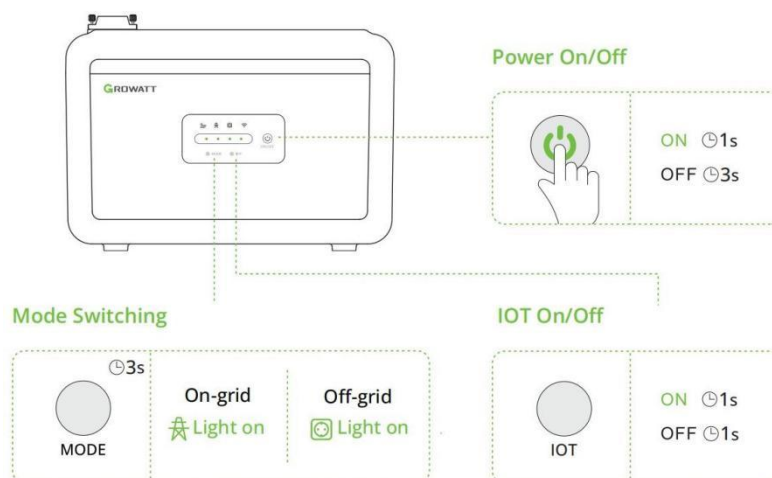 Power On/Off
GROWATT
ON 1s
OFF 3s
Mode Switching
IOT On/Off
3s
MODE
On-grid
Light on
Off-grid
Light on
IOT
ON 1s
OFF 1s